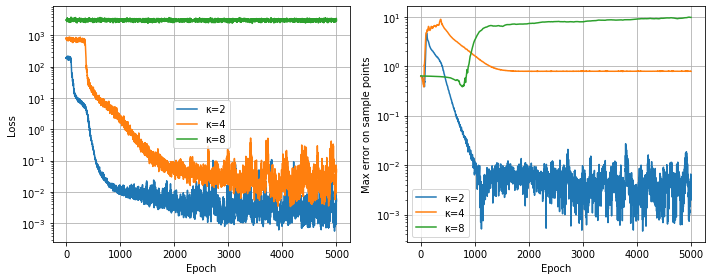 Loss
10³
10²
10¹
10⁰
10⁻¹
10⁻²
10⁻³
κ=2
κ=4
κ=8
0 1000 2000 3000 4000 5000
Epoch
Max error on sample points
10¹
10⁰
10⁻¹
10⁻²
10⁻³
κ=2
κ=4
κ=8
0 1000 2000 3000 4000 5000
Epoch